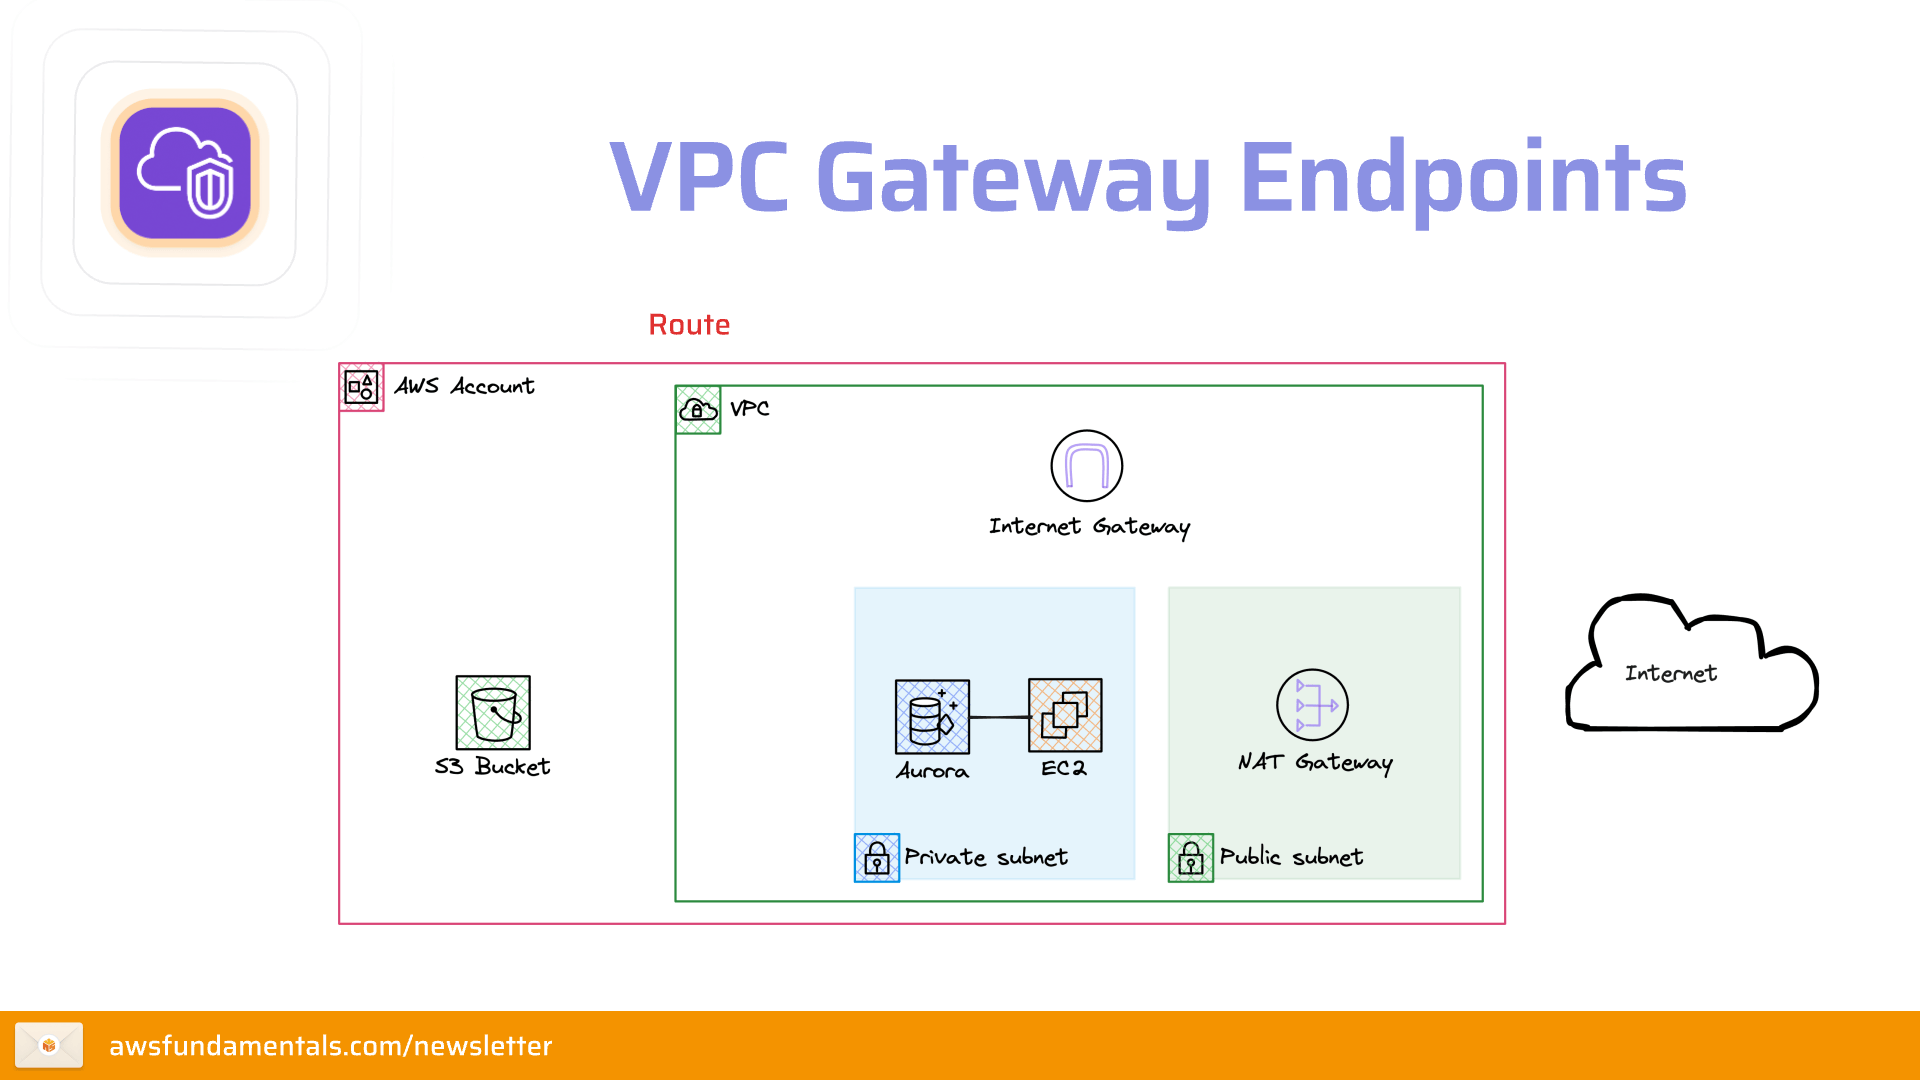 VPC Gateway Endpoints
Route
AWS Account
VPC
Internet Gateway
Internet
S3 Bucket
Aurora
EC2
NAT Gateway
Private subnet
Public subnet
awsfundamentals.com/newsletter